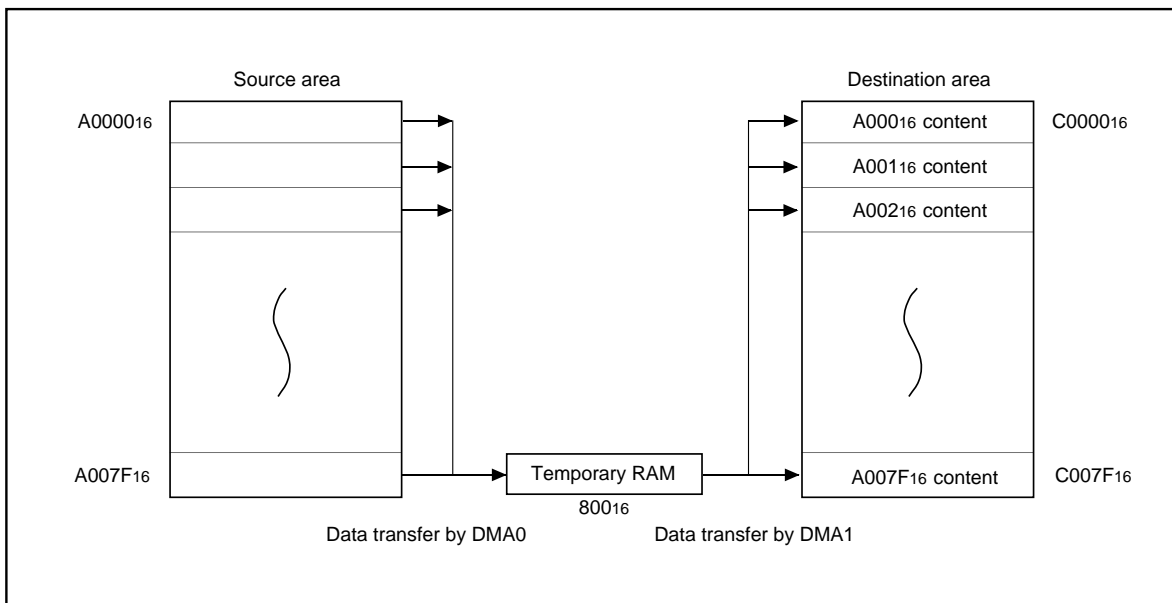 Source area
Destination area
A000016
A00016 content
C000016
A00116 content
A00216 content
A007F16
Temporary RAM
A007F16 content
C007F16
80016
Data transfer by DMA0
Data transfer by DMA1